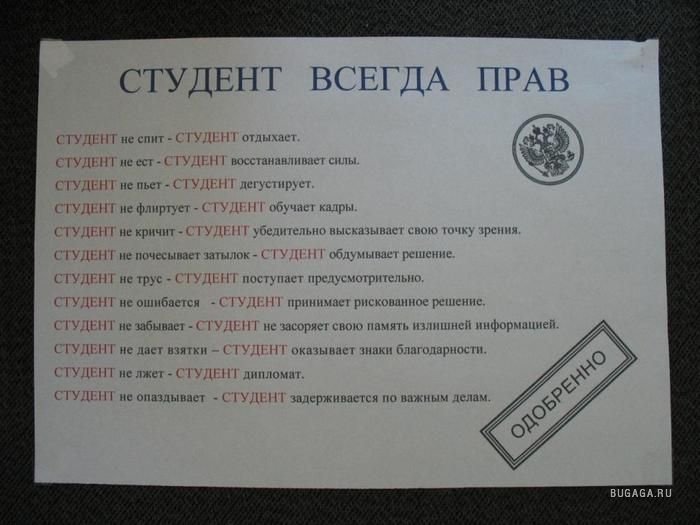 СТУДЕНТ ВСЕГДА ПРАВ
СТУДЕНТ не спит - СТУДЕНТ отдыхает.
СТУДЕНТ не ест - СТУДЕНТ восстанавливает силы.
СТУДЕНТ не пьет - СТУДЕНТ дегустирует.
СТУДЕНТ не флиртует - СТУДЕНТ обучает кадры.
СТУДЕНТ не кричит - СТУДЕНТ убедительно высказывает свою точку зрения.
СТУДЕНТ не почесывает затылок - СТУДЕНТ обдумывает решение.
СТУДЕНТ не трус - СТУДЕНТ поступает предусмотрительно.
СТУДЕНТ не ошибается - СТУДЕНТ принимает рискованное решение.
СТУДЕНТ не забывает - СТУДЕНТ не засоряет свою память излишней информацией.
СТУДЕНТ не дает взятки – СТУДЕНТ оказывает знаки благодарности.
СТУДЕНТ не лжет - СТУДЕНТ дипломат.
СТУДЕНТ не опаздывает - СТУДЕНТ задерживается по важным делам.
ОДОБРЕННО
BUGAGA.RU